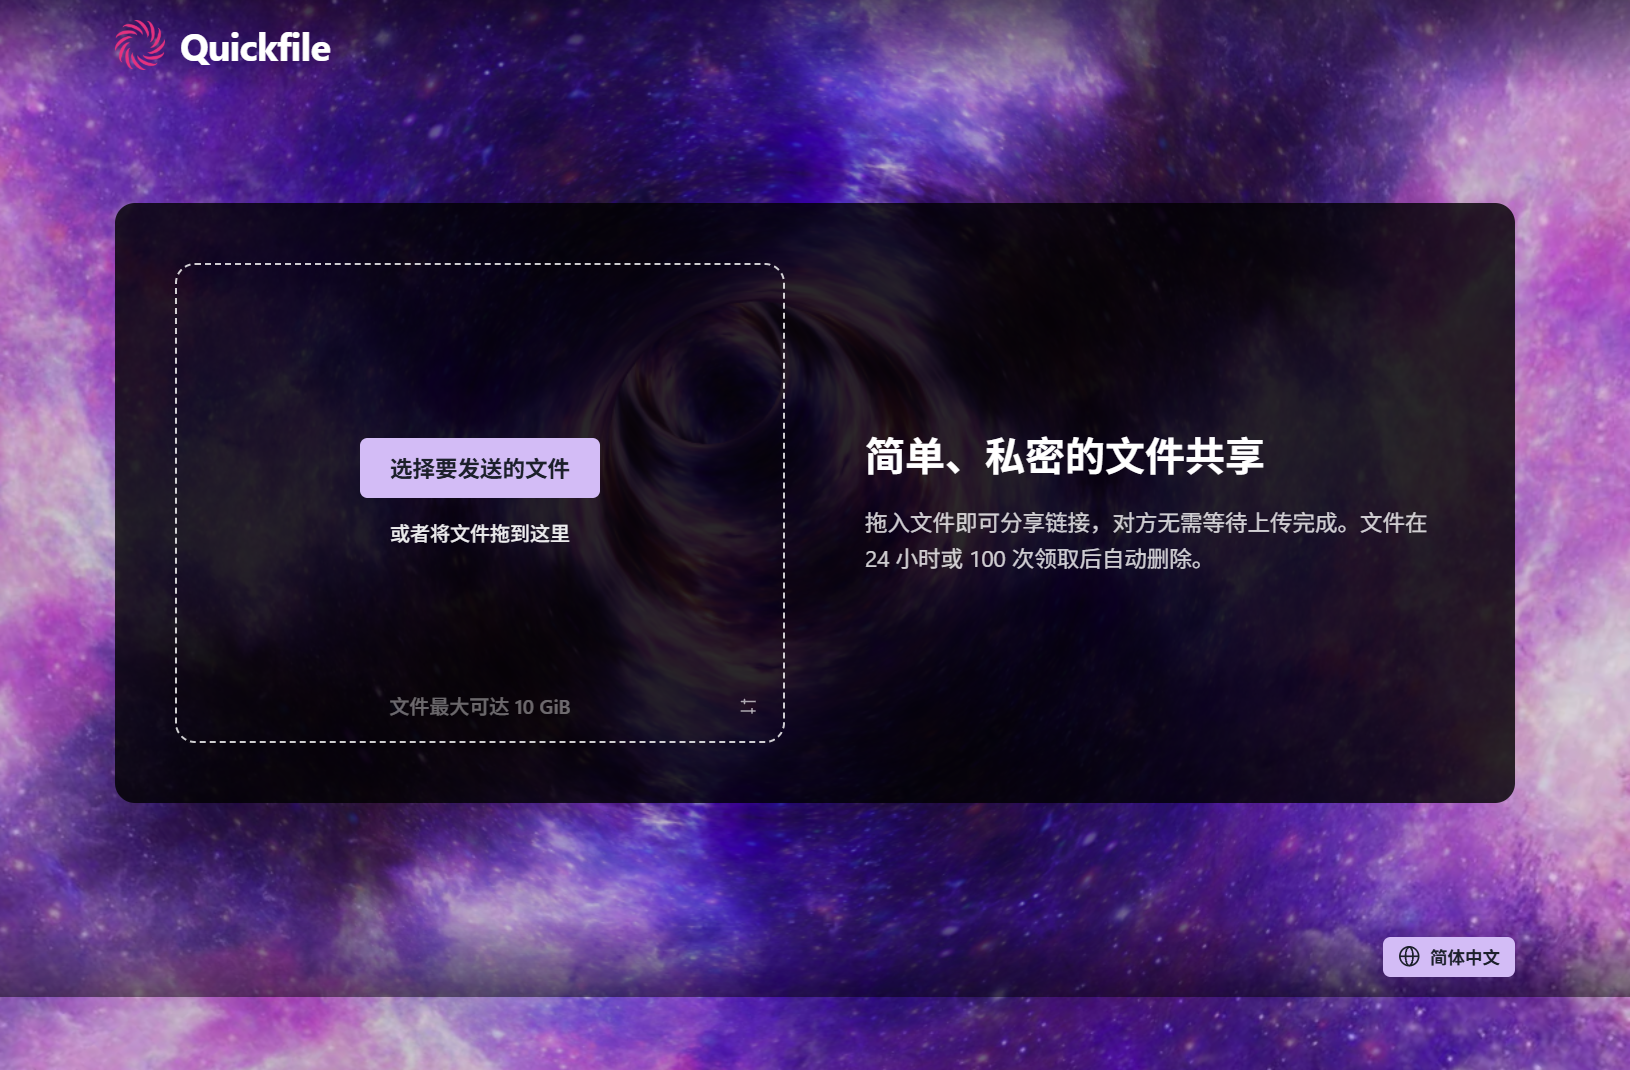 Quickfile
选择要发送的文件
或者将文件拖到这里
文件最大可达 10 GiB
简单、私密的文件共享
拖入文件即可分享链接，对方无需等待上传完成。文件在
24 小时或 100 次领取后自动删除。
简体中文